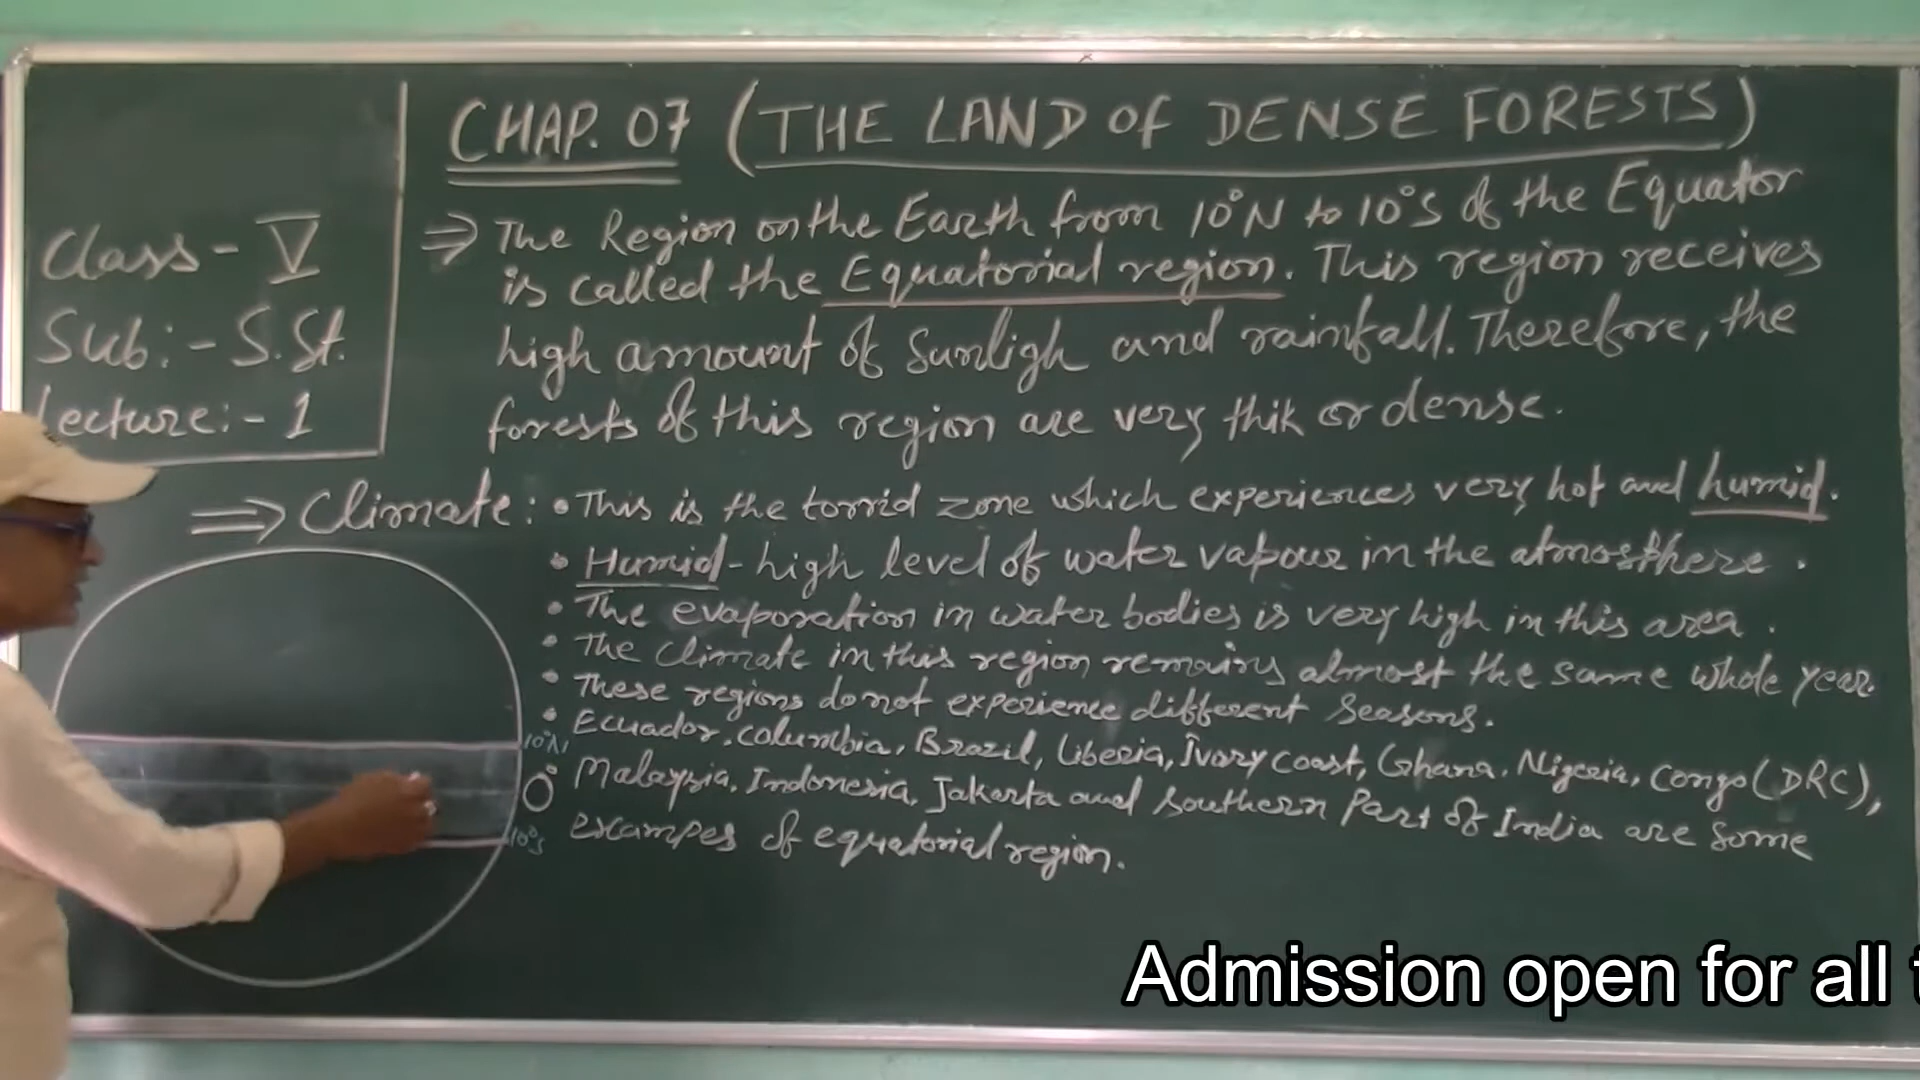 CHAP. 07 (THE LAND of DENSE FORESTS)
Class - V
Sub:- S.St.
Lecture:- 1
⇒ The Region on the Earth from 10°N to 10°S of the Equator
is called the Equatorial region. This region receives
high amount of Sunligh and rainfall. Therefore, the
forests of this region are very thik or dense.
⇒ Climate: • This is the torrid zone which experiences very hot and humid.
• Humid - high level of water vapour in the atmosthere.
• The evaporation in water bodies is very high in this area.
• The climate in this region remains almost the same whole year.
• These regions do not experience different seasons.
• Ecuador, columbia, Brazil, Liberia, Ivory coast, Ghana, Nigeria, Congo (DRC),
Malaysia, Indonesia, Jakarta and Southern Part of India are some
exampes of equatorial region.
10°N
0°
10°S
Admission open for all